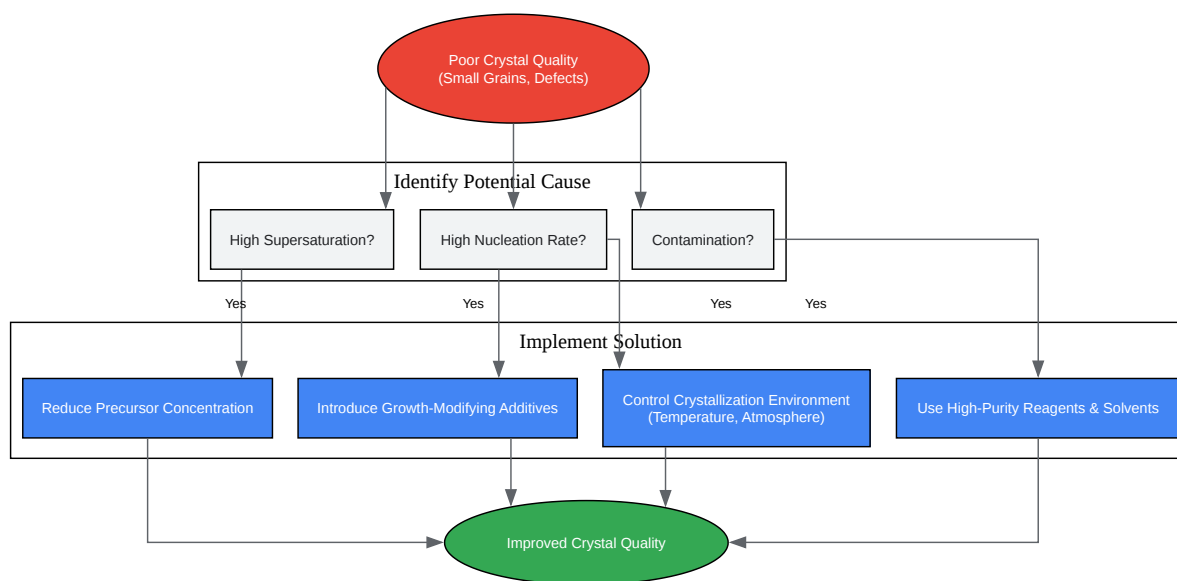 Poor Crystal Quality
(Small Grains, Defects)
Identify Potential Cause
High Supersaturation?
High Nucleation Rate?
Contamination?
Yes
Yes
Yes
Yes
Implement Solution
Reduce Precursor Concentration
Introduce Growth-Modifying Additives
Control Crystallization Environment
(Temperature, Atmosphere)
Use High-Purity Reagents & Solvents
Improved Crystal Quality